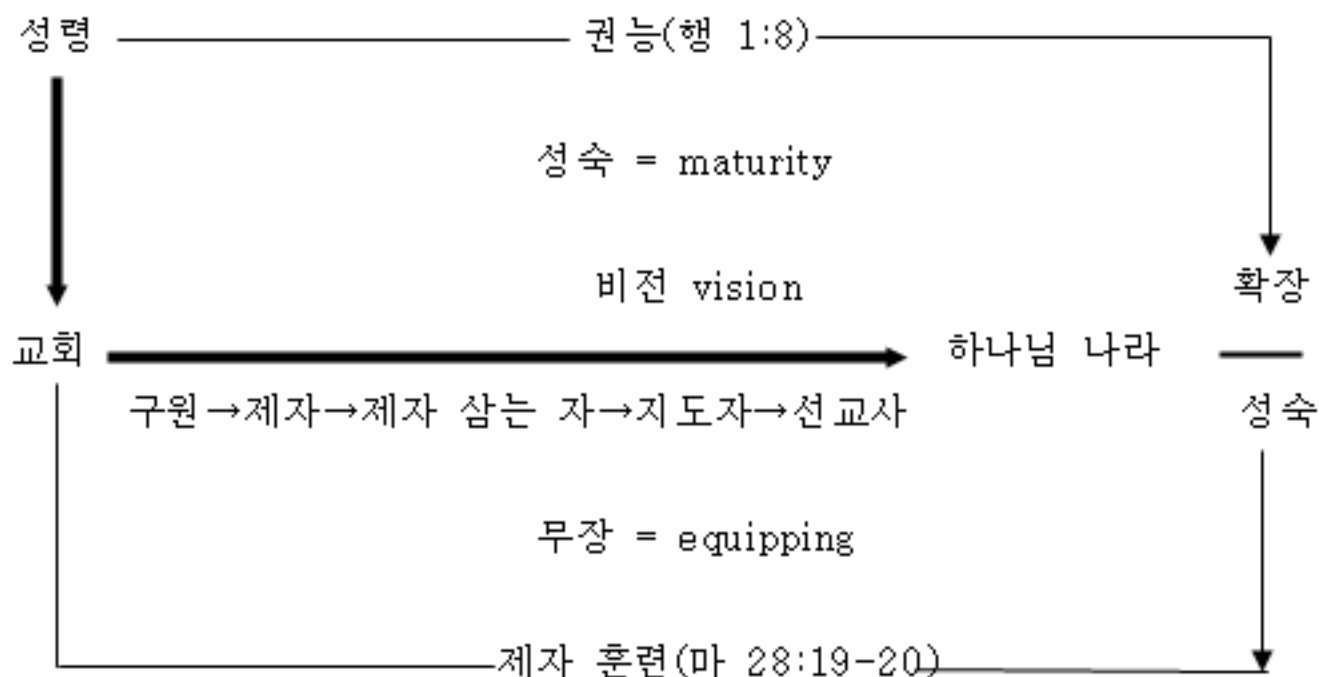 성령 권능(행 1:8)
성숙 = maturity
비전 vision 확장
교회 하나님 나라
구원→제자→제자 삼는 자→지도자→선교사 성숙
무장 = equipping
제자 훈련(마 28:19-20)